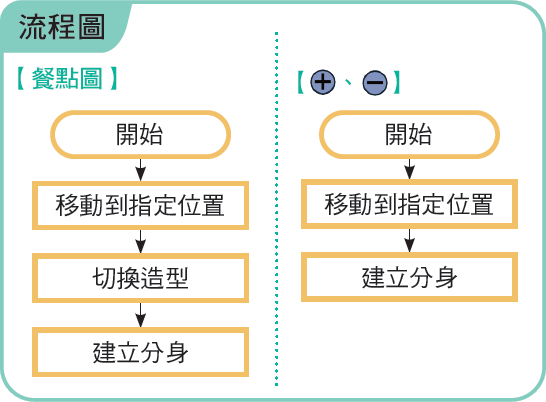 流程圖
【餐點圖】
開始
移動到指定位置
切換造型
建立分身
【+、-】
開始
移動到指定位置
建立分身